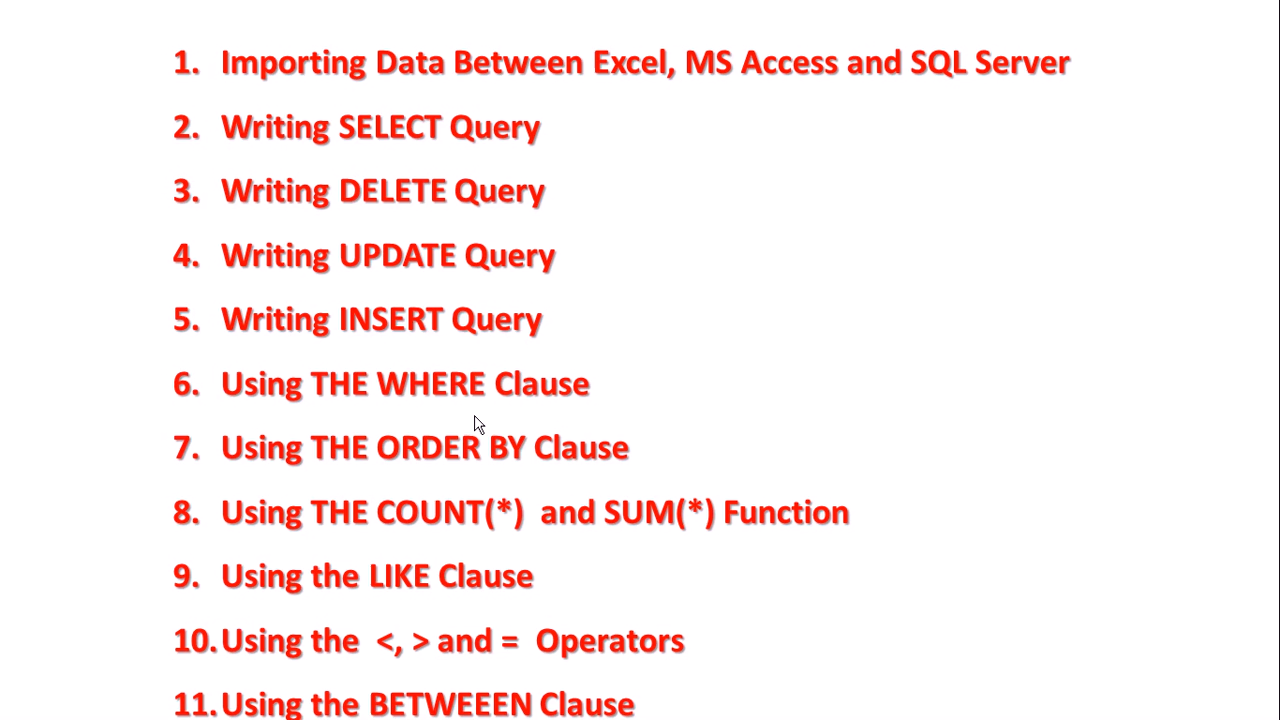 1. Importing Data Between Excel, MS Access and SQL Server
2. Writing SELECT Query
3. Writing DELETE Query
4. Writing UPDATE Query
5. Writing INSERT Query
6. Using THE WHERE Clause
7. Using THE ORDER BY Clause
8. Using THE COUNT(*) and SUM(*) Function
9. Using the LIKE Clause
10. Using the <, > and = Operators
11. Using the BETWEEEN Clause